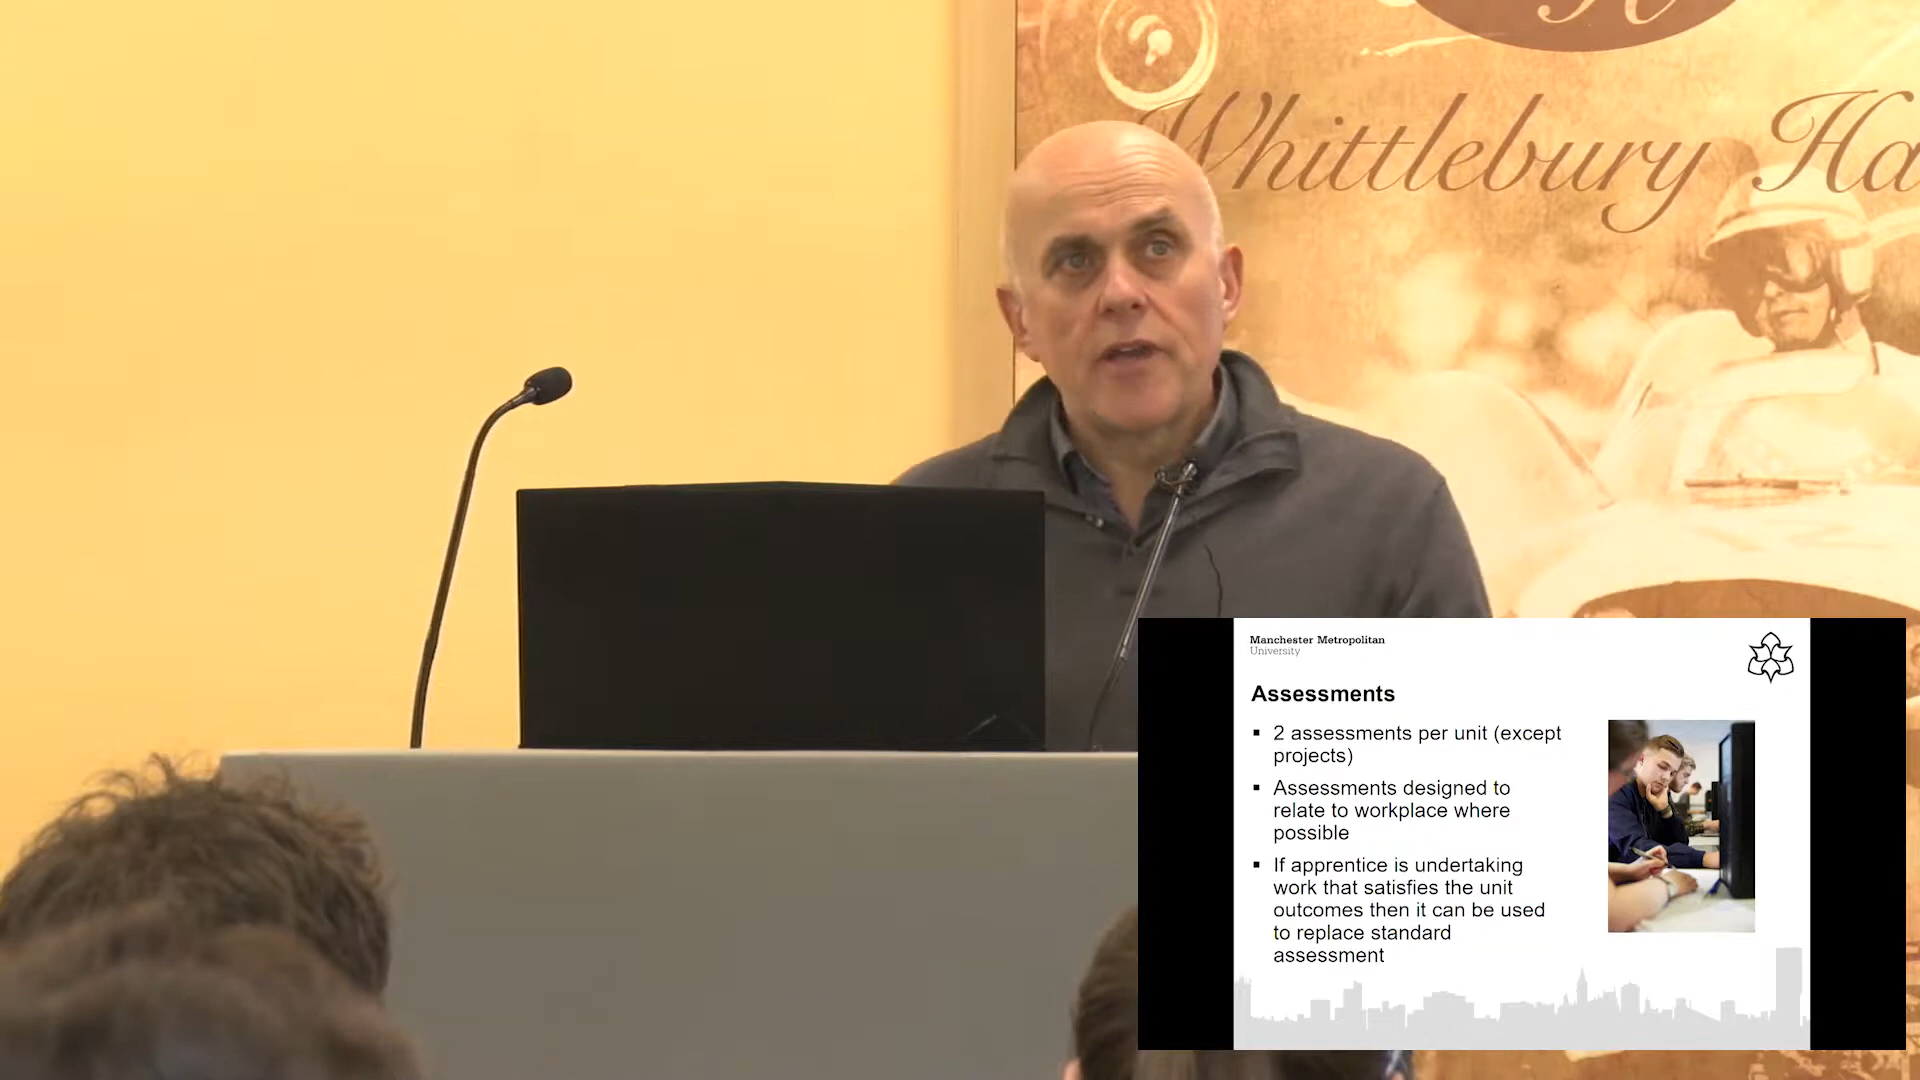 Whittlebury Ha
Manchester Metropolitan
University
Assessments
▪ 2 assessments per unit (except
projects)
▪ Assessments designed to
relate to workplace where
possible
▪ If apprentice is undertaking
work that satisfies the unit
outcomes then it can be used
to replace standard
assessment